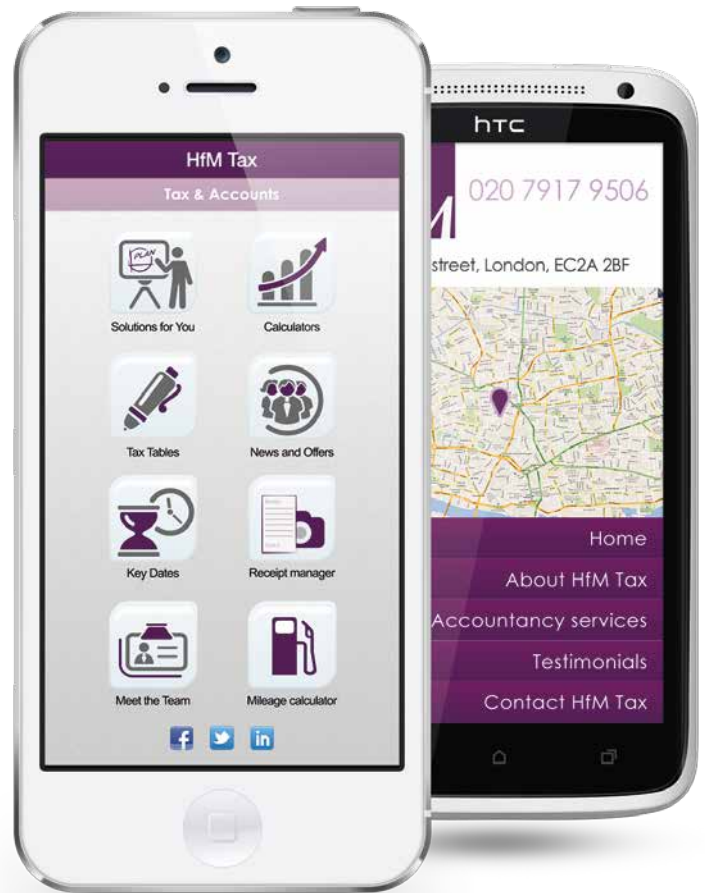 HfM Tax
Tax & Accounts
PLAN
Solutions for You
Calculators
Tax Tables
News and Offers
Key Dates
Receipt manager
Meet the Team
Mileage calculator
f
in
hTC
M
020 7917 9506
street, London, EC2A 2BF
Home
About HfM Tax
Accountancy services
Testimonials
Contact HfM Tax